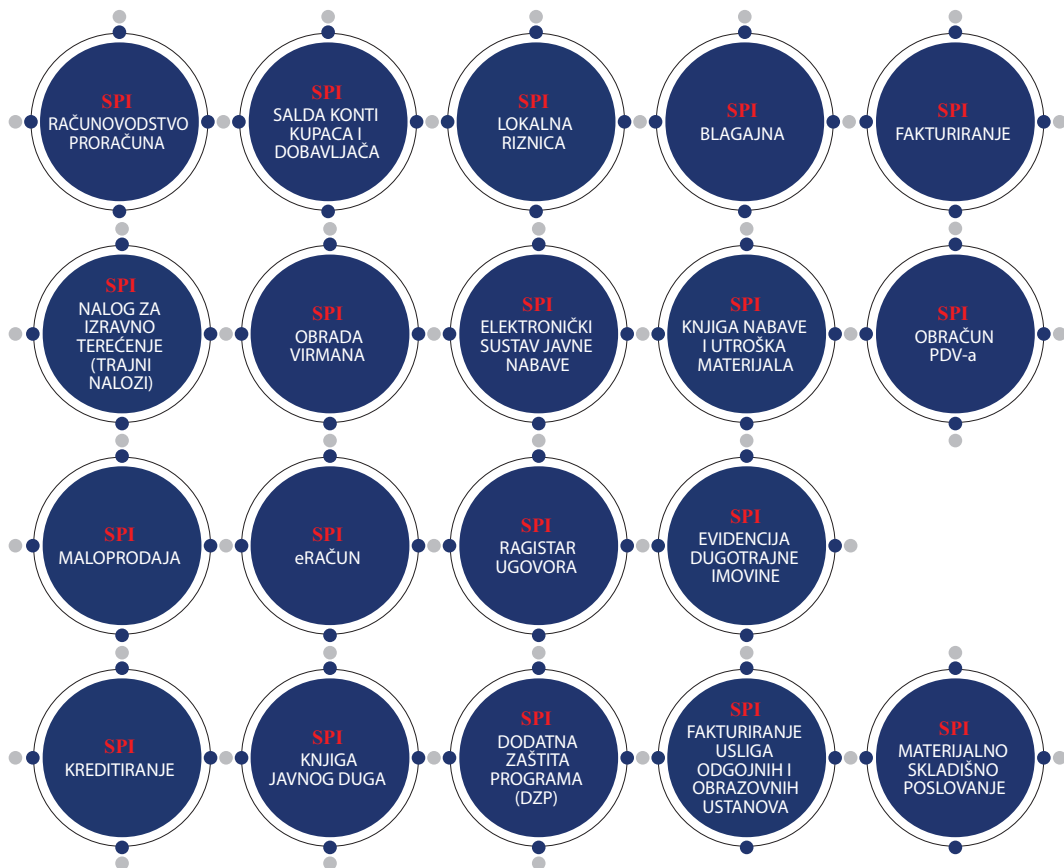 SPI
RAČUNOVODSTVO
PRORAČUNA
SPI
SALDA KONTI
KUPACA I
DOBAVLJAČA
SPI
LOKALNA
RIZNICA
SPI
BLAGAJNA
SPI
FAKTURIRANJE
SPI
NALOG ZA
IZRAVNO
TEREĆENJE
(TRAJNI
NALOZI)
SPI
OBRADA
VIRMANA
SPI
ELEKTRONIČKI
SUSTAV JAVNE
NABAVE
SPI
KNJIGA NABAVE
I UTROŠKA
MATERIJALA
SPI
OBRAČUN
PDV-a
SPI
MALOPRODAJA
SPI
eRAČUN
SPI
RAGISTAR
UGOVORA
SPI
EVIDENCIJA
DUGOTRAJNE
IMOVINE
SPI
KREDITIRANJE
SPI
KNJIGA
JAVNOG DUGA
SPI
DODATNA
ZAŠTITA
PROGRAMA
(DZP)
SPI
FAKTURIRANJE
USLIGA
ODGOJNIH I
OBRAZOVNIH
USTANOVA
SPI
MATERIJALNO
SKLADIŠNO
POSLOVANJE